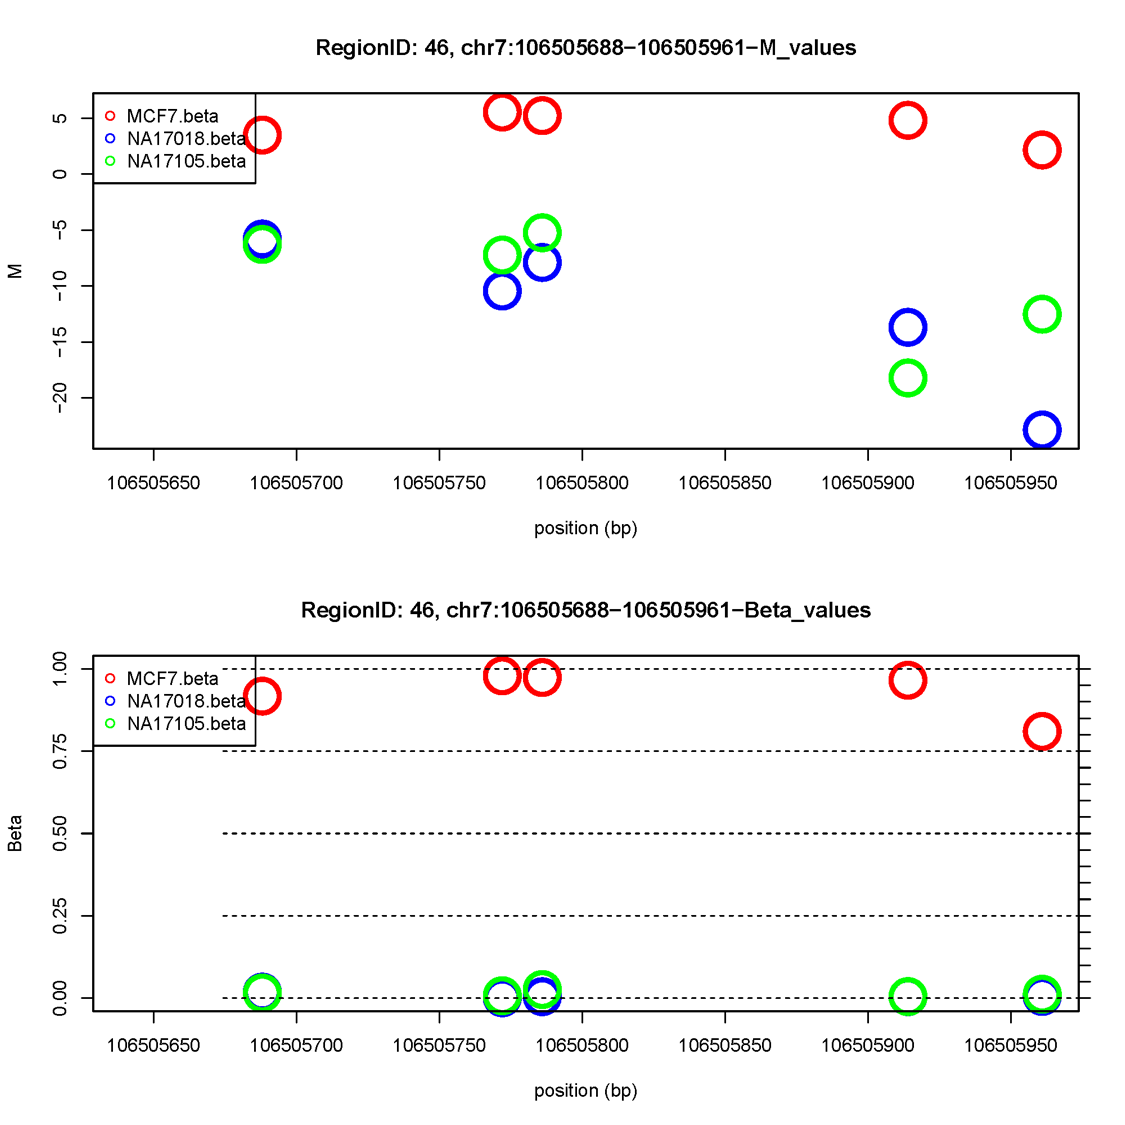 RegionID: 46, chr7:106505688−106505961−M_values
MCF7.beta
NA17018.beta
NA17105.beta
5
0
−5
−10
−15
−20
M
106505650 106505700 106505750 106505800 106505850 106505900 106505950
position (bp)
RegionID: 46, chr7:106505688−106505961−Beta_values
MCF7.beta
NA17018.beta
NA17105.beta
1.00
0.75
0.50
0.25
0.00
Beta
106505650 106505700 106505750 106505800 106505850 106505900 106505950
position (bp)